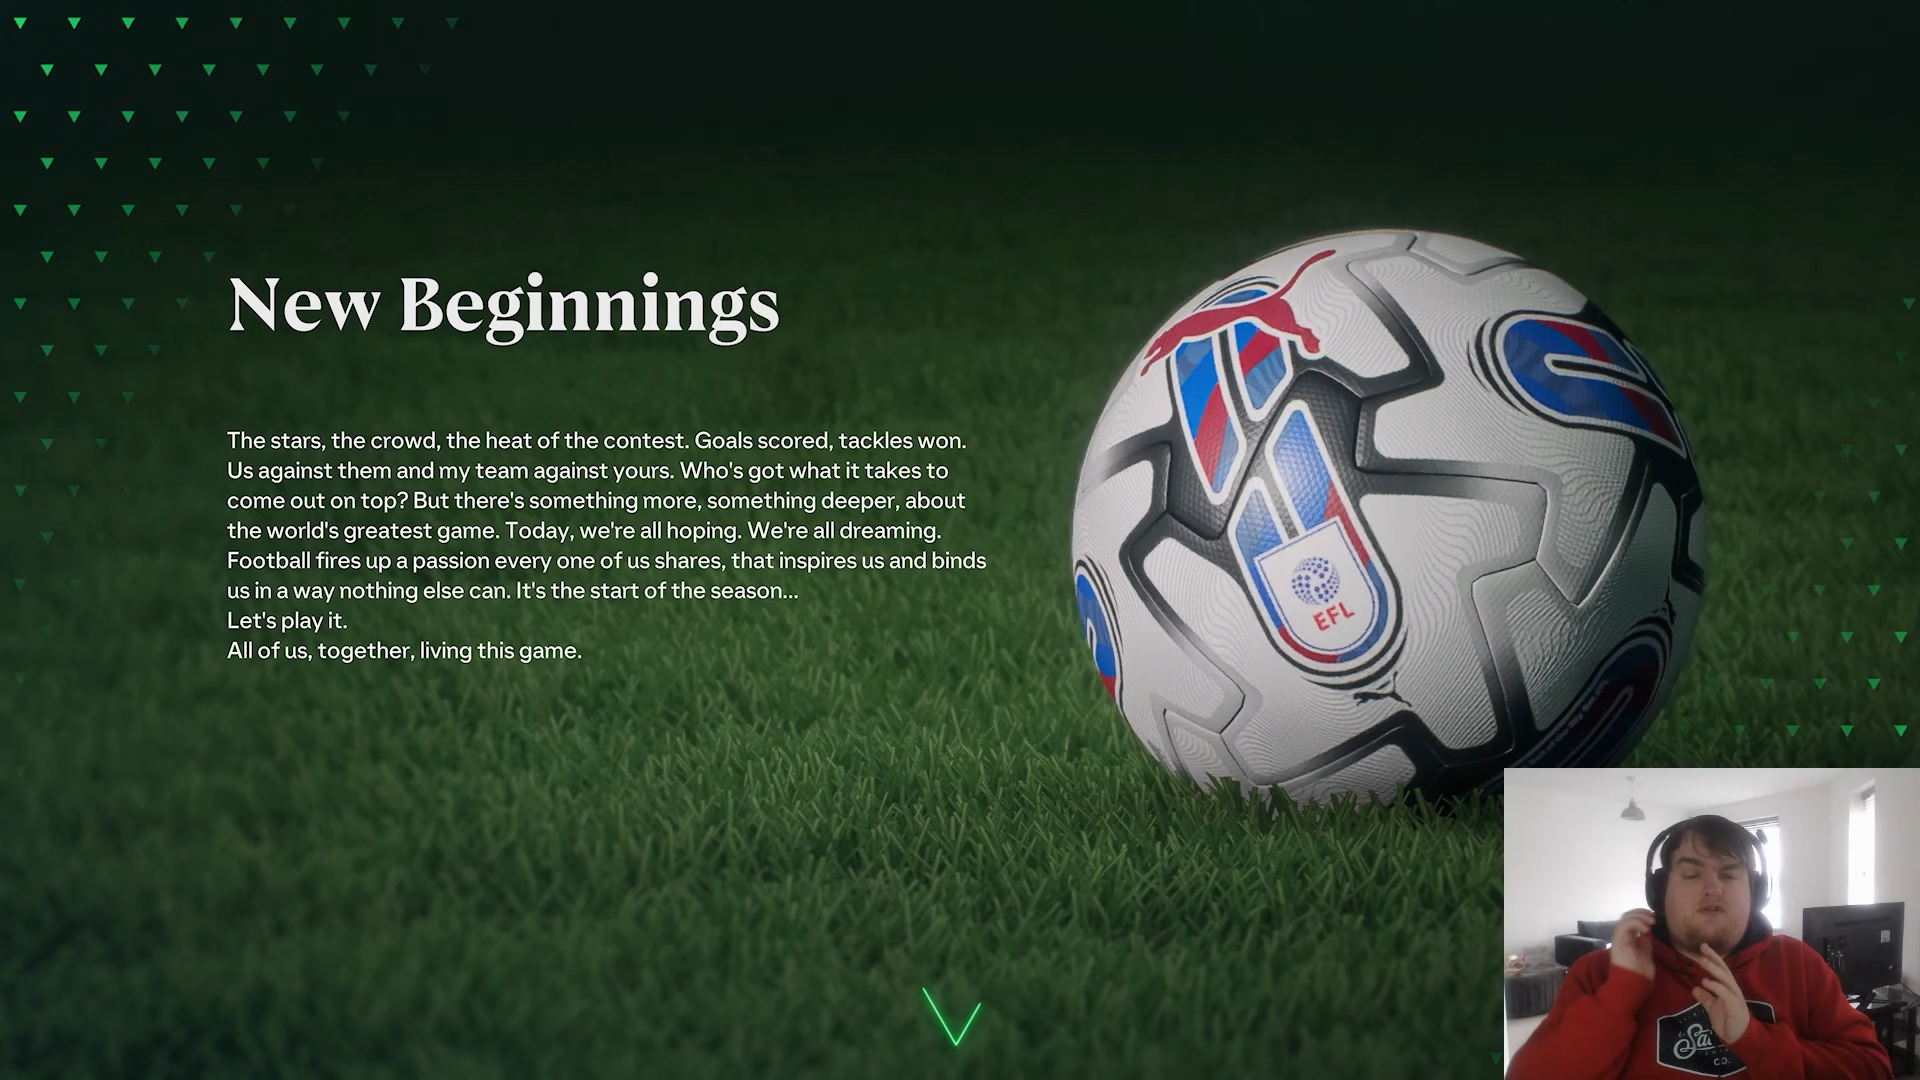 New Beginnings
The stars, the crowd, the heat of the contest. Goals scored, tackles won.
Us against them and my team against yours. Who's got what it takes to
come out on top? But there's something more, something deeper, about
the world's greatest game. Today, we're all hoping. We're all dreaming.
Football fires up a passion every one of us shares, that inspires us and binds
us in a way nothing else can. It's the start of the season...
Let's play it.
All of us, together, living this game.
EFL
CO.